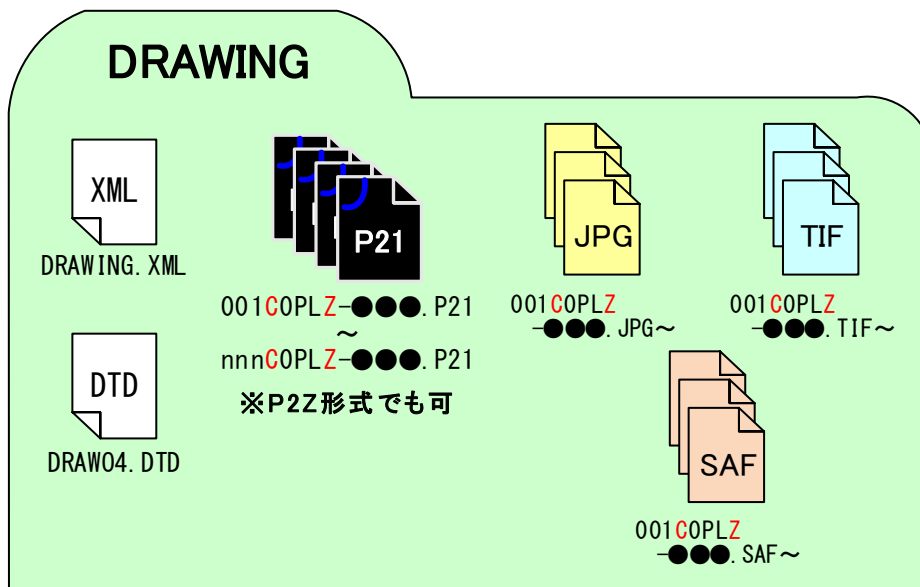 DRAWING
XML
DRAWING.XML
P21
001C0PLZ-●●●.P21
～
nnnC0PLZ-●●●.P21
※P2Z形式でも可
JPG
001C0PLZ
-●●●.JPG～
TIF
001C0PLZ
-●●●.TIF～
DTD
DRAW04.DTD
SAF
001C0PLZ
-●●●.SAF～